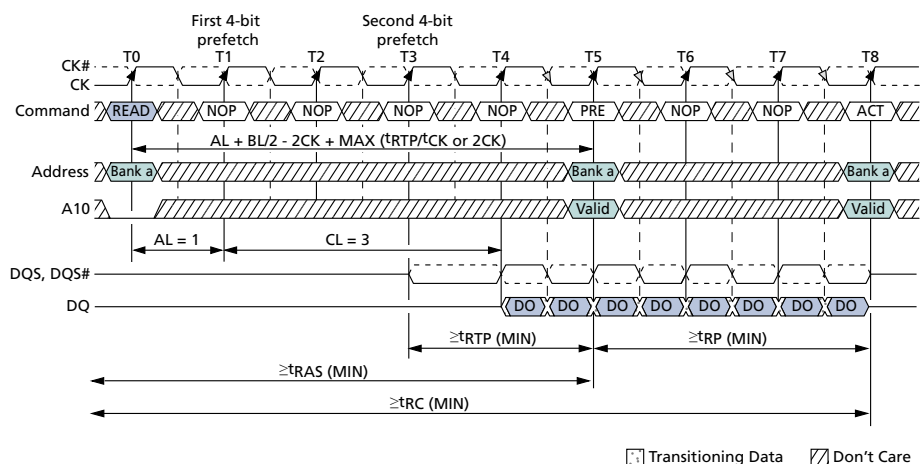 First 4-bit prefetch
Second 4-bit prefetch
T0 T1 T2 T3 T4 T5 T6 T7 T8
CK#
CK
Command READ NOP NOP NOP NOP PRE NOP NOP ACT
AL + BL/2 - 2CK + MAX (tRTP/tCK or 2CK)
Address Bank a Bank a Bank a
A10 Valid Valid
AL = 1 CL = 3
DQS, DQS#
DQ DO DO DO DO DO DO DO DO
≥tRTP (MIN) ≥tRP (MIN)
≥tRAS (MIN)
≥tRC (MIN)
Transitioning Data Don't Care